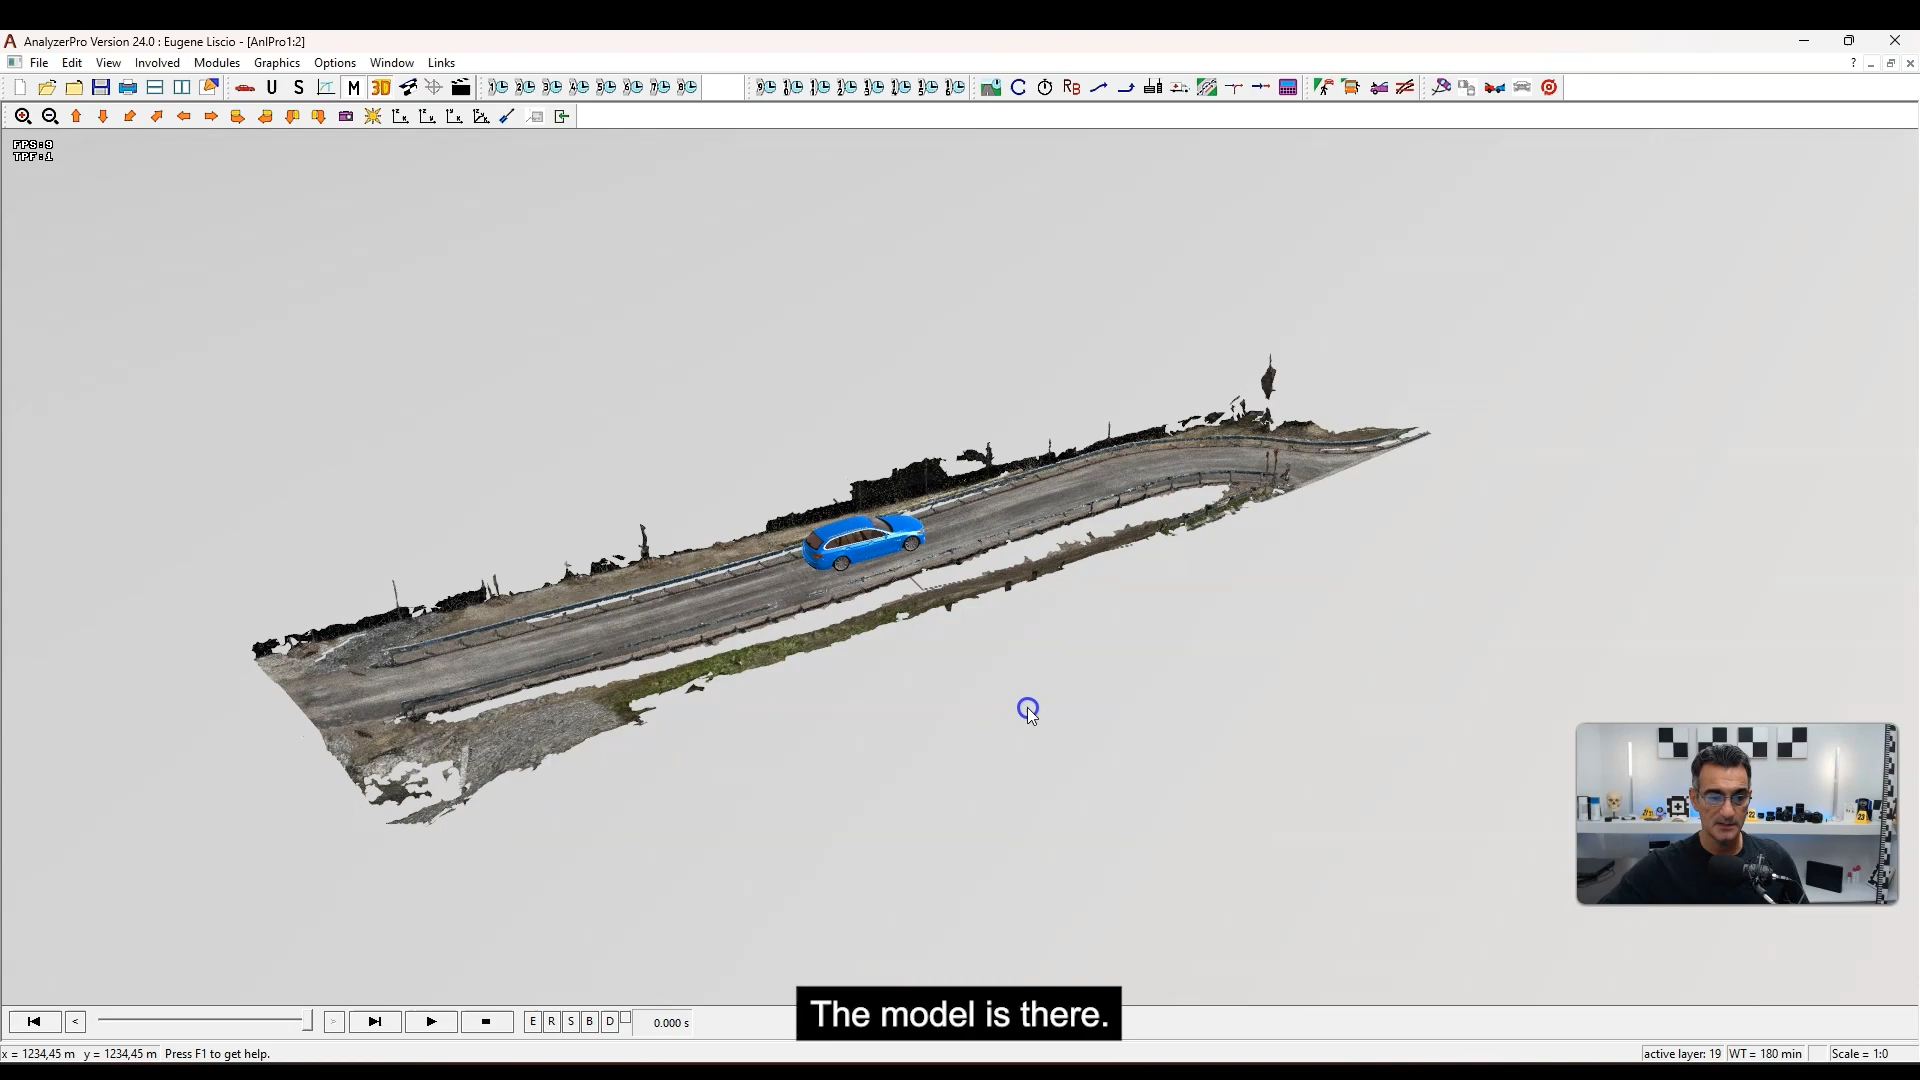 AnalyzerPro Version 24.0 : Eugene Liscio - [AnlPro1:2]
File Edit View Involved Modules Graphics Options Window Links
U S M 3D
FPS:9
TPF:1
The model is there.
E R S B D 0.000 s
x = 1234,45 m y = 1234,45 m Press F1 to get help.
active layer: 19 WT = 180 min Scale = 1:0